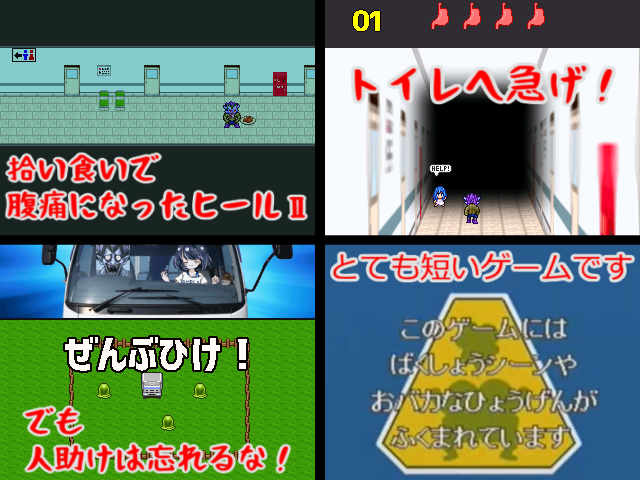 拾い食いで
腹痛になったヒールⅡ
01
トイレへ急げ！
HELP!
ぜんぶひけ！
でも
人助けは忘れるな！
とても短いゲームです
このゲームには
ばくしょうシーンや
おバカなひょうげんが
ふくまれています